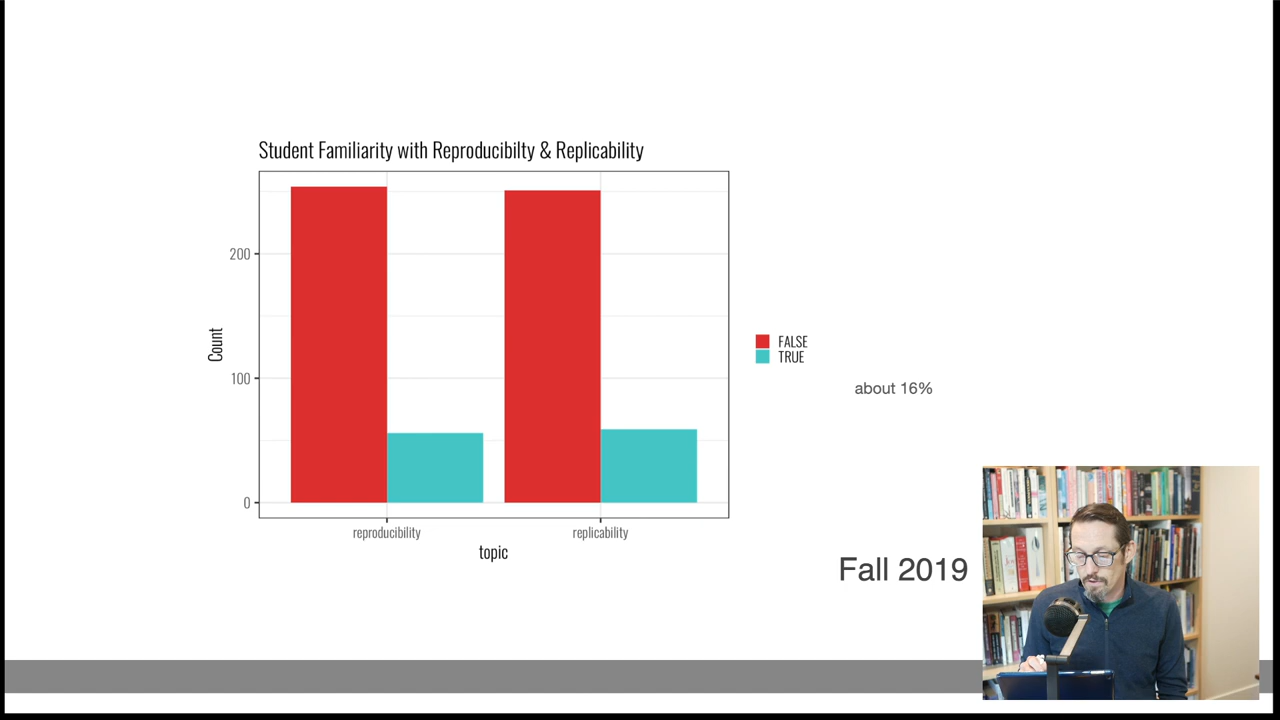 Student Familiarity with Reproducibilty & Replicability
200
100
0
Count
reproducibility
replicability
topic
FALSE
TRUE
about 16%
Fall 2019